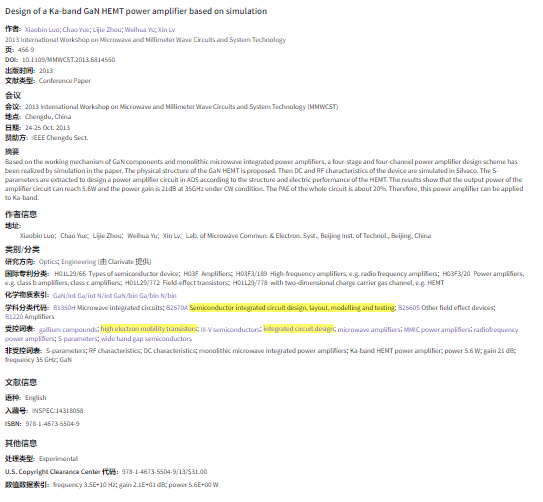 Design of a Ka-band GaN HEMT power amplifier based on simulation
作者: Xiaobin Luo; Chao Yue; Lijie Zhou; Weihua Yu; Xin Lv
2013 International Workshop on Microwave and Millimeter Wave Circuits and System Technology
页: 456-9
DOI: 10.1109/MMWCST.2013.6814550
出版时间: 2013
文献类型: Conference Paper
会议
会议: 2013 International Workshop on Microwave and Millimeter Wave Circuits and System Technology (MMWCST)
地点: Chengdu, China
日期: 24-25 Oct. 2013
赞助方: IEEE Chengdu Sect.
摘要
Based on the working mechanism of GaN components and monolithic microwave integrated power amplifiers, a four-stage and four-channel power amplifier design scheme has
been realized by simulation in the paper. The physical structure of the GaN HEMT is proposed. Then DC and RF characteristics of the device are simulated in Silvaco. The S-
parameters are extracted to design a power amplifier circuit in ADS according to the structure and electric performance of the HEMT. The results show that the output power of the
amplifier circuit can reach 5.6W and the power gain is 21dB at 35GHz under CW condition. The PAE of the whole circuit is about 20%. Therefore, this power amplifier can be applied
to Ka-band.
作者信息
地址:
Xiaobin Luo; Chao Yue; Lijie Zhou; Weihua Yu; Xin Lv; Lab. of Microwave Commun. & Electron. Syst., Beijing Inst. of Technol., Beijing, China
类别/分类
研究方向: Optics; Engineering (由 Clarivate 提供)
国际专利分类: H01L29/66 Types of semiconductor device; H03F Amplifiers; H03F3/189 High-frequency amplifiers, e.g. radio frequency amplifiers; H03F3/20 Power amplifiers,
e.g. class B amplifiers, class C amplifiers; H01L29/772 Field-effect transistors; H01L29/778 with two-dimensional charge carrier gas channel, e.g. HEMT
化学物质索引: GaN/int Ga/int N/int GaN/bin Ga/bin N/bin
学科分类代码: B1350H Microwave integrated circuits; B2570A Semiconductor integrated circuit design, layout, modelling and testing; B2560S Other field effect devices;
B1220 Amplifiers
受控词表: gallium compounds; high electron mobility transistors; III-V semiconductors; integrated circuit design; microwave amplifiers; MMIC power amplifiers; radiofrequency
power amplifiers; S-parameters; wide band gap semiconductors
非受控词表: S-parameters; RF characteristics; DC characteristics; monolithic microwave integrated power amplifiers; Ka-band HEMT power amplifier; power 5.6 W; gain 21 dB;
frequency 35 GHz; GaN
文献信息
语种: English
入藏号: INSPEC:14318058
ISBN: 978-1-4673-5504-9
其他信息
处理类型: Experimental
U.S. Copyright Clearance Center 代码: 978-1-4673-5504-9/13/$31.00
数值数据索引: frequency 3.5E+10 Hz; gain 2.1E+01 dB; power 5.6E+00 W